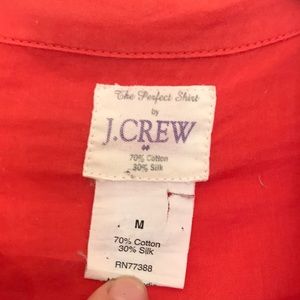 The Perfect Shirt
by
J.CREW
70% Cotton
30% Silk
M
70% Cotton
30% Silk
RN77388